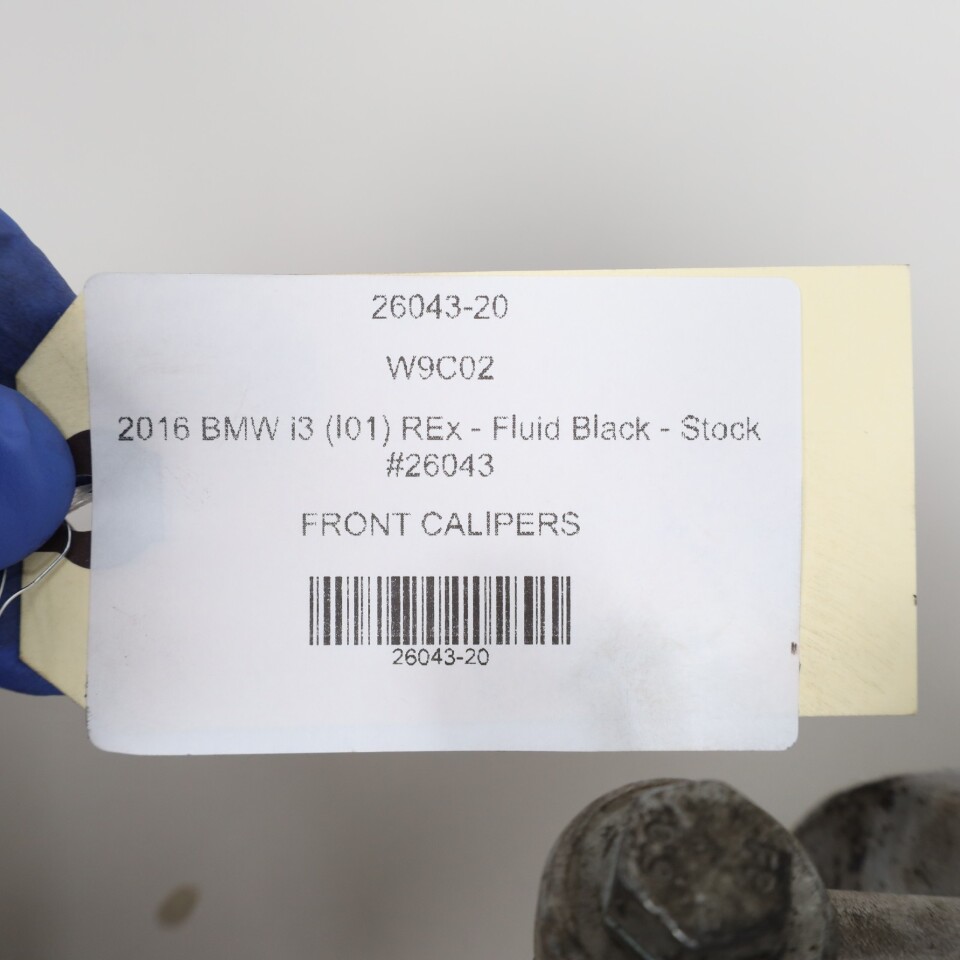 26043-20
W9C02
2016 BMW i3 (I01) REx - Fluid Black - Stock
#26043
FRONT CALIPERS
26043-20